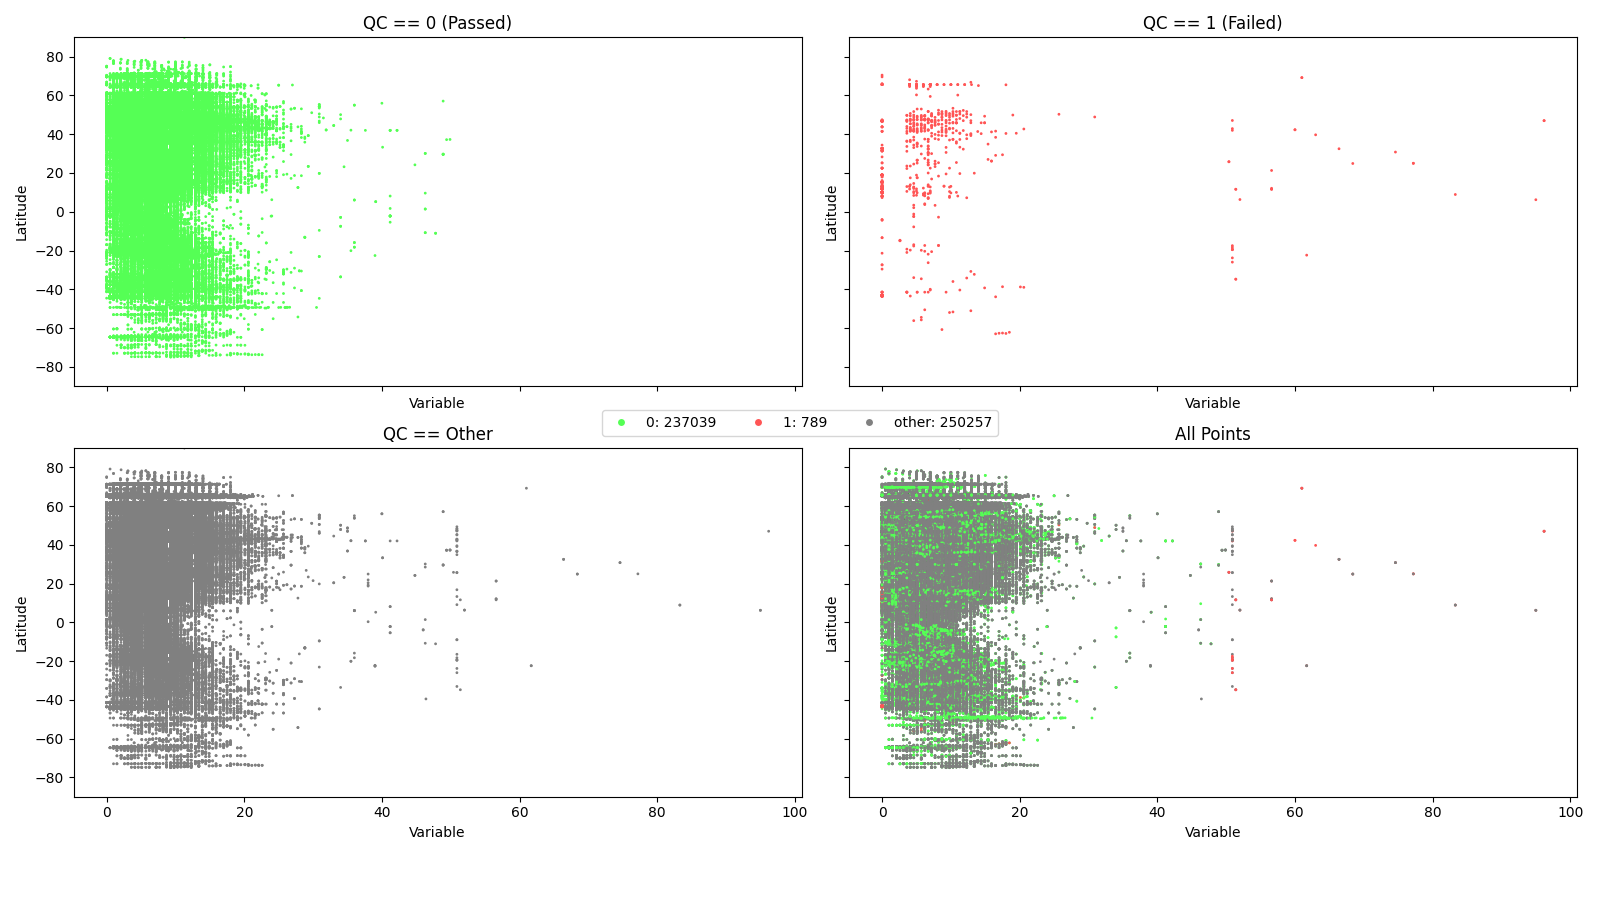 QC == 0 (Passed)
80
60
40
20
0
−20
−40
−60
−80
Latitude
Variable
QC == 1 (Failed)
Latitude
Variable
0: 237039
1: 789
other: 250257
QC == Other
80
60
40
20
0
−20
−40
−60
−80
Latitude
0 20 40 60 80 100
Variable
All Points
Latitude
0 20 40 60 80 100
Variable